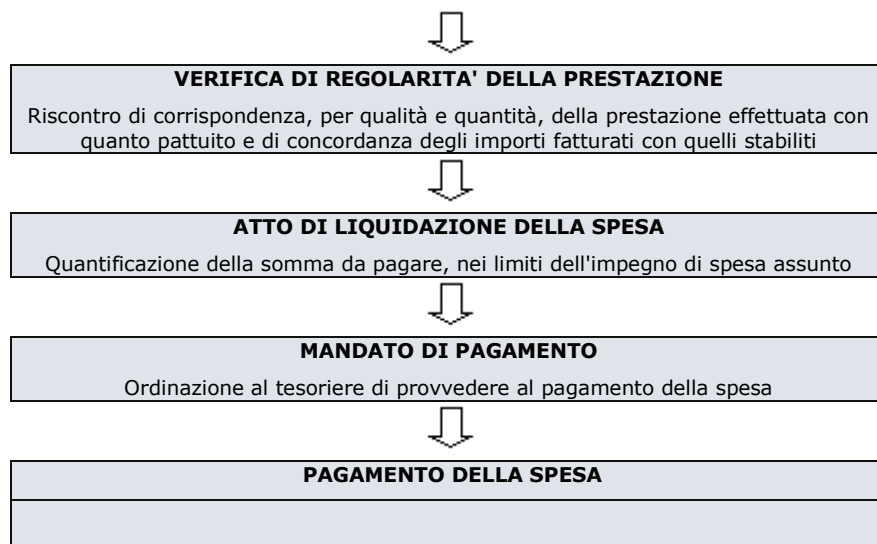 VERIFICA DI REGOLARITA' DELLA PRESTAZIONE
Riscontro di corrispondenza, per qualità e quantità, della prestazione effettuata con
quanto pattuito e di concordanza degli importi fatturati con quelli stabiliti
ATTO DI LIQUIDAZIONE DELLA SPESA
Quantificazione della somma da pagare, nei limiti dell'impegno di spesa assunto
MANDATO DI PAGAMENTO
Ordinazione al tesoriere di provvedere al pagamento della spesa
PAGAMENTO DELLA SPESA